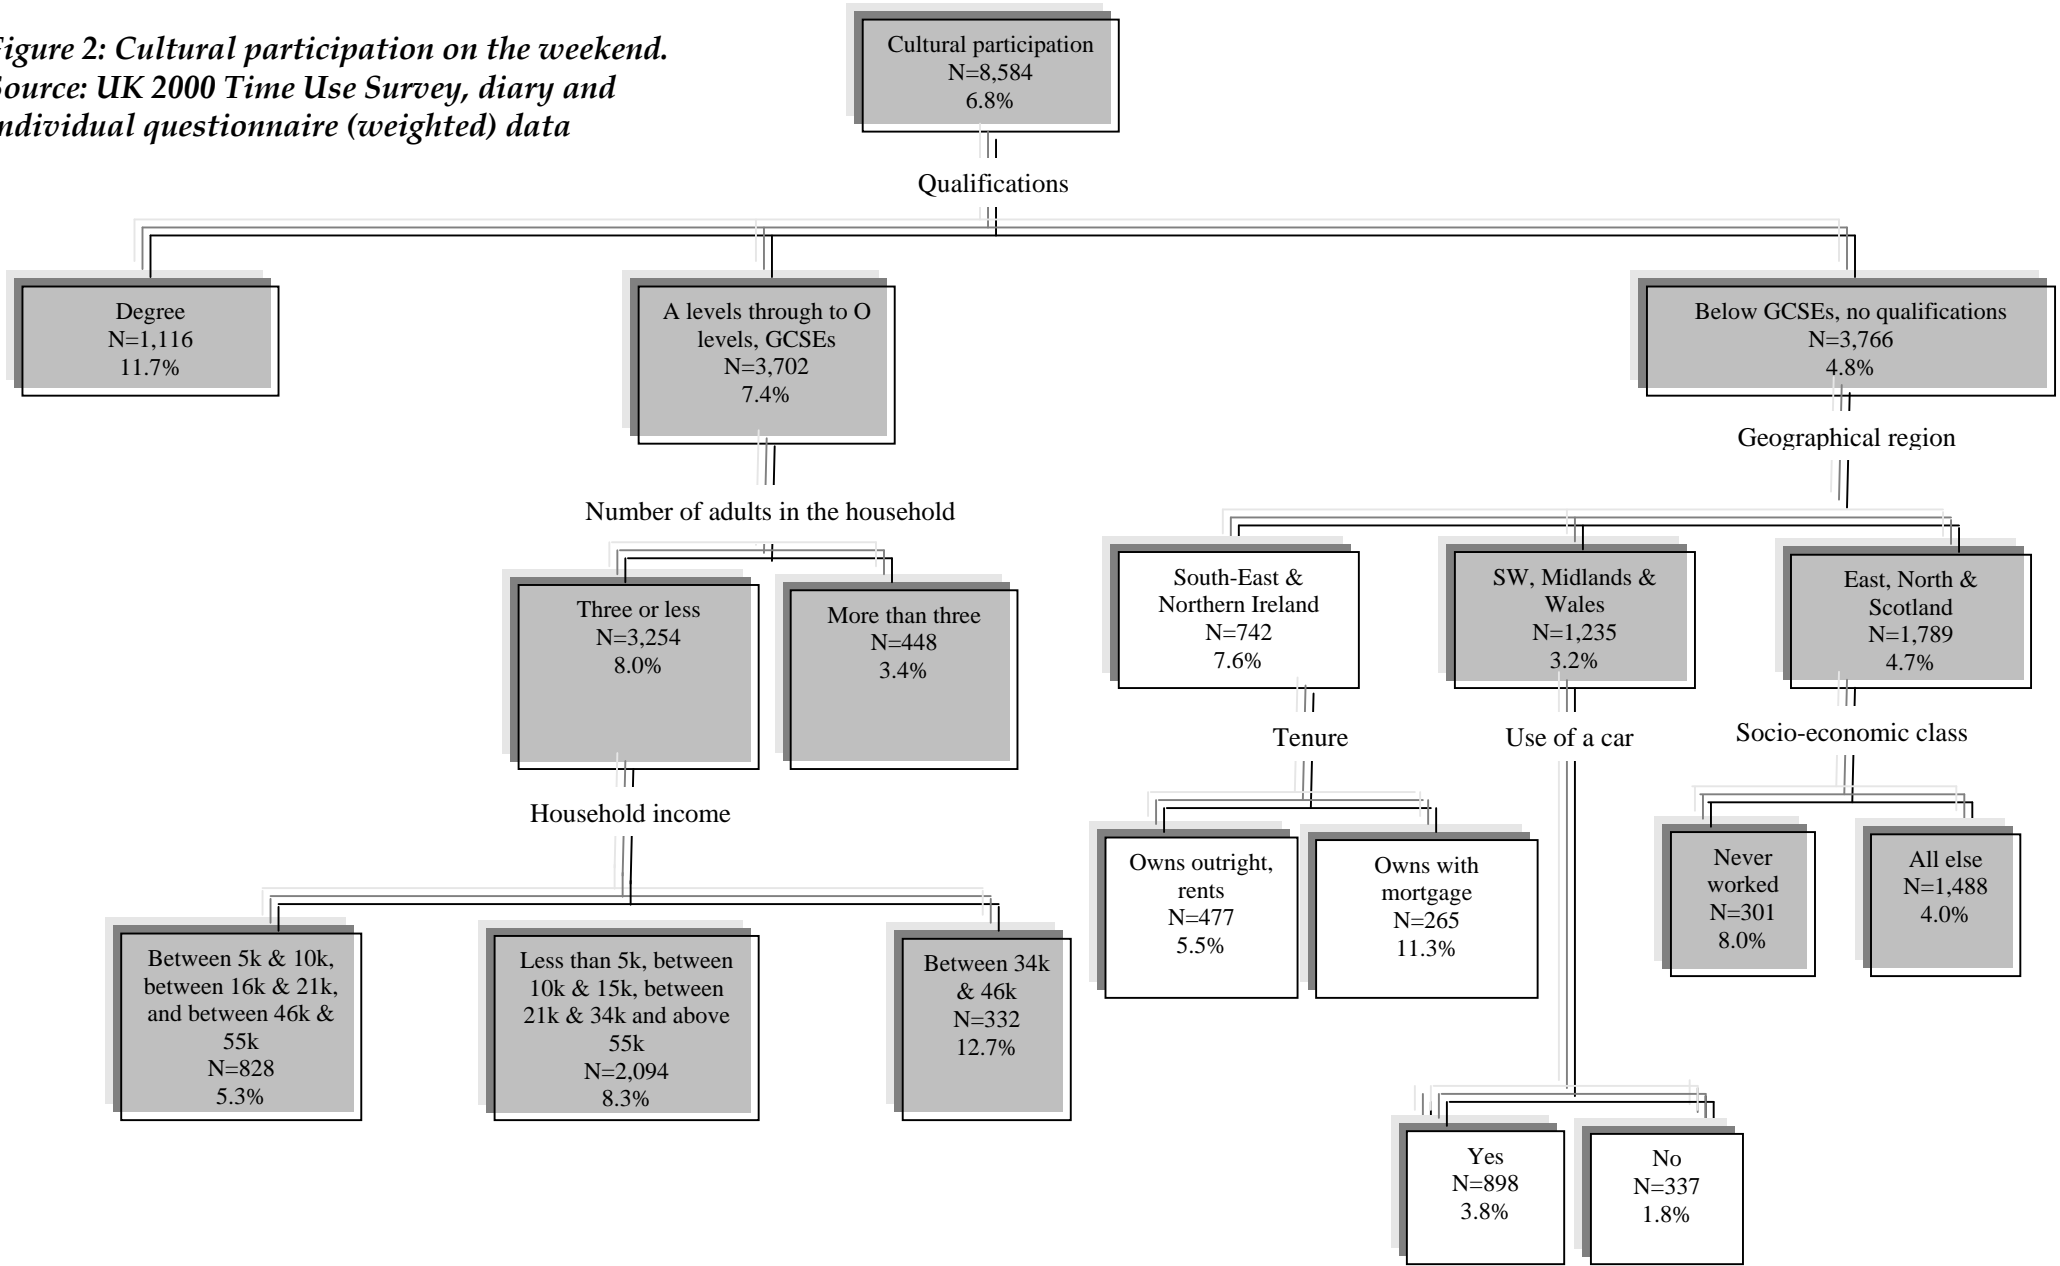 igure 2: Cultural participation on the weekend.
ource: UK 2000 Time Use Survey, diary and
ndividual questionnaire (weighted) data
Cultural participation
N=8,584
6.8%
Qualifications
Degree
N=1,116
11.7%
A levels through to O
levels, GCSEs
N=3,702
7.4%
Below GCSEs, no qualifications
N=3,766
4.8%
Number of adults in the household
Three or less
N=3,254
8.0%
More than three
N=448
3.4%
Household income
Between 5k & 10k,
between 16k & 21k,
and between 46k &
55k
N=828
5.3%
Less than 5k, between
10k & 15k, between
21k & 34k and above
55k
N=2,094
8.3%
Between 34k
& 46k
N=332
12.7%
Geographical region
South-East &
Northern Ireland
N=742
7.6%
SW, Midlands &
Wales
N=1,235
3.2%
East, North &
Scotland
N=1,789
4.7%
Tenure
Owns outright,
rents
N=477
5.5%
Owns with
mortgage
N=265
11.3%
Use of a car
Yes
N=898
3.8%
No
N=337
1.8%
Socio-economic class
Never
worked
N=301
8.0%
All else
N=1,488
4.0%